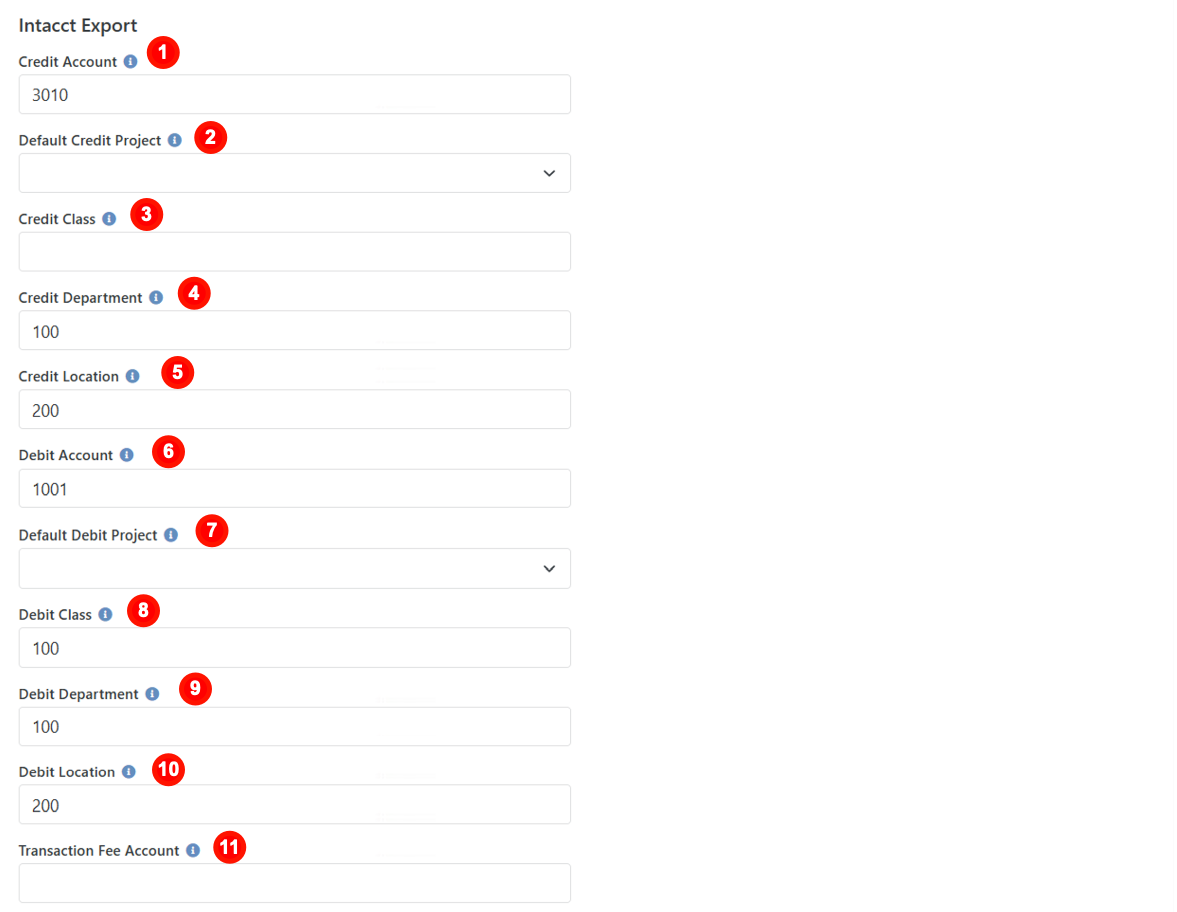 Intacct Export
Credit Account 1
3010
Default Credit Project 2
Credit Class 3
Credit Department 4
100
Credit Location 5
200
Debit Account 6
1001
Default Debit Project 7
Debit Class 8
100
Debit Department 9
100
Debit Location 10
200
Transaction Fee Account 11